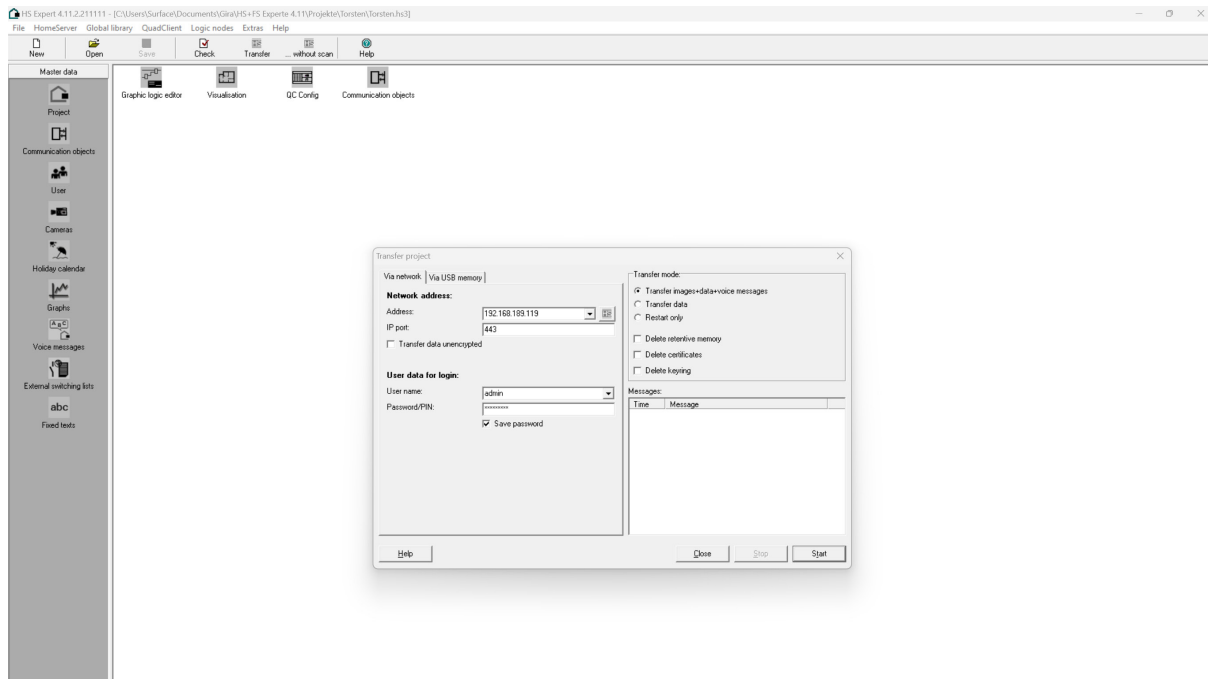 HS Expert 4.11.2.211111 - [C:\Users\Surface\Documents\Gira\HS+FS Experte 4.11\Projekte\Torsten\Torsten.hs3]
File HomeServer Global library QuadClient Logic nodes Extras Help
New Open Save Check Transfer ... without scan Help
Master data
Project
Communication objects
User
Cameras
Holiday calendar
Graphs
ABC
Voice messages
External switching lists
abc
Fixed texts
Graphic logic editor Visualisation QC Config Communication objects
Transfer project
Via network Via USB memory
Network address:
Address: 192.168.189.119
IP port: 443
Transfer data unencrypted
User data for login:
User name: admin
Password/PIN: ×××××××××
Save password
Transfer mode:
Transfer images+data+voice messages
Transfer data
Restart only
Delete retentive memory
Delete certificates
Delete keyring
Messages:
Time Message
Help Close Stop Start